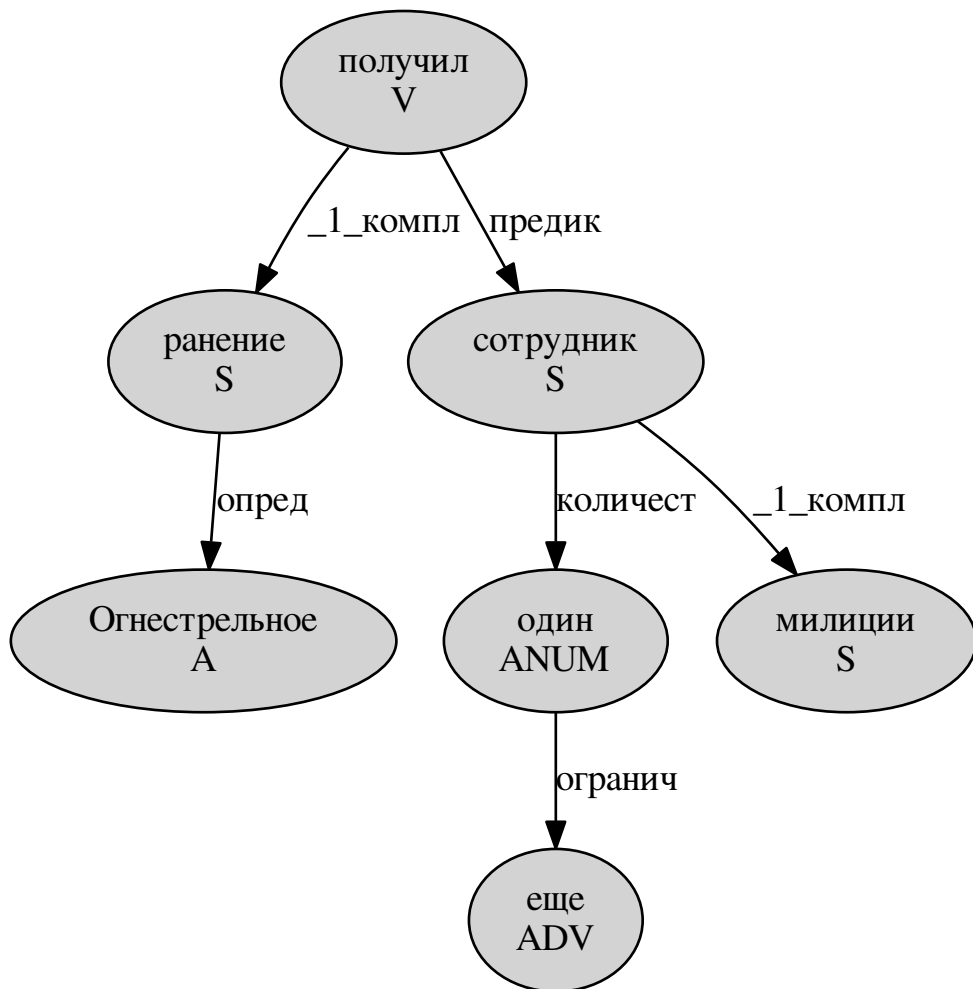 получил
V
_1_компл
предик
ранение
S
сотрудник
S
опред
количест
_1_компл
Огнестрельное
A
один
ANUM
милиции
S
огранич
еще
ADV